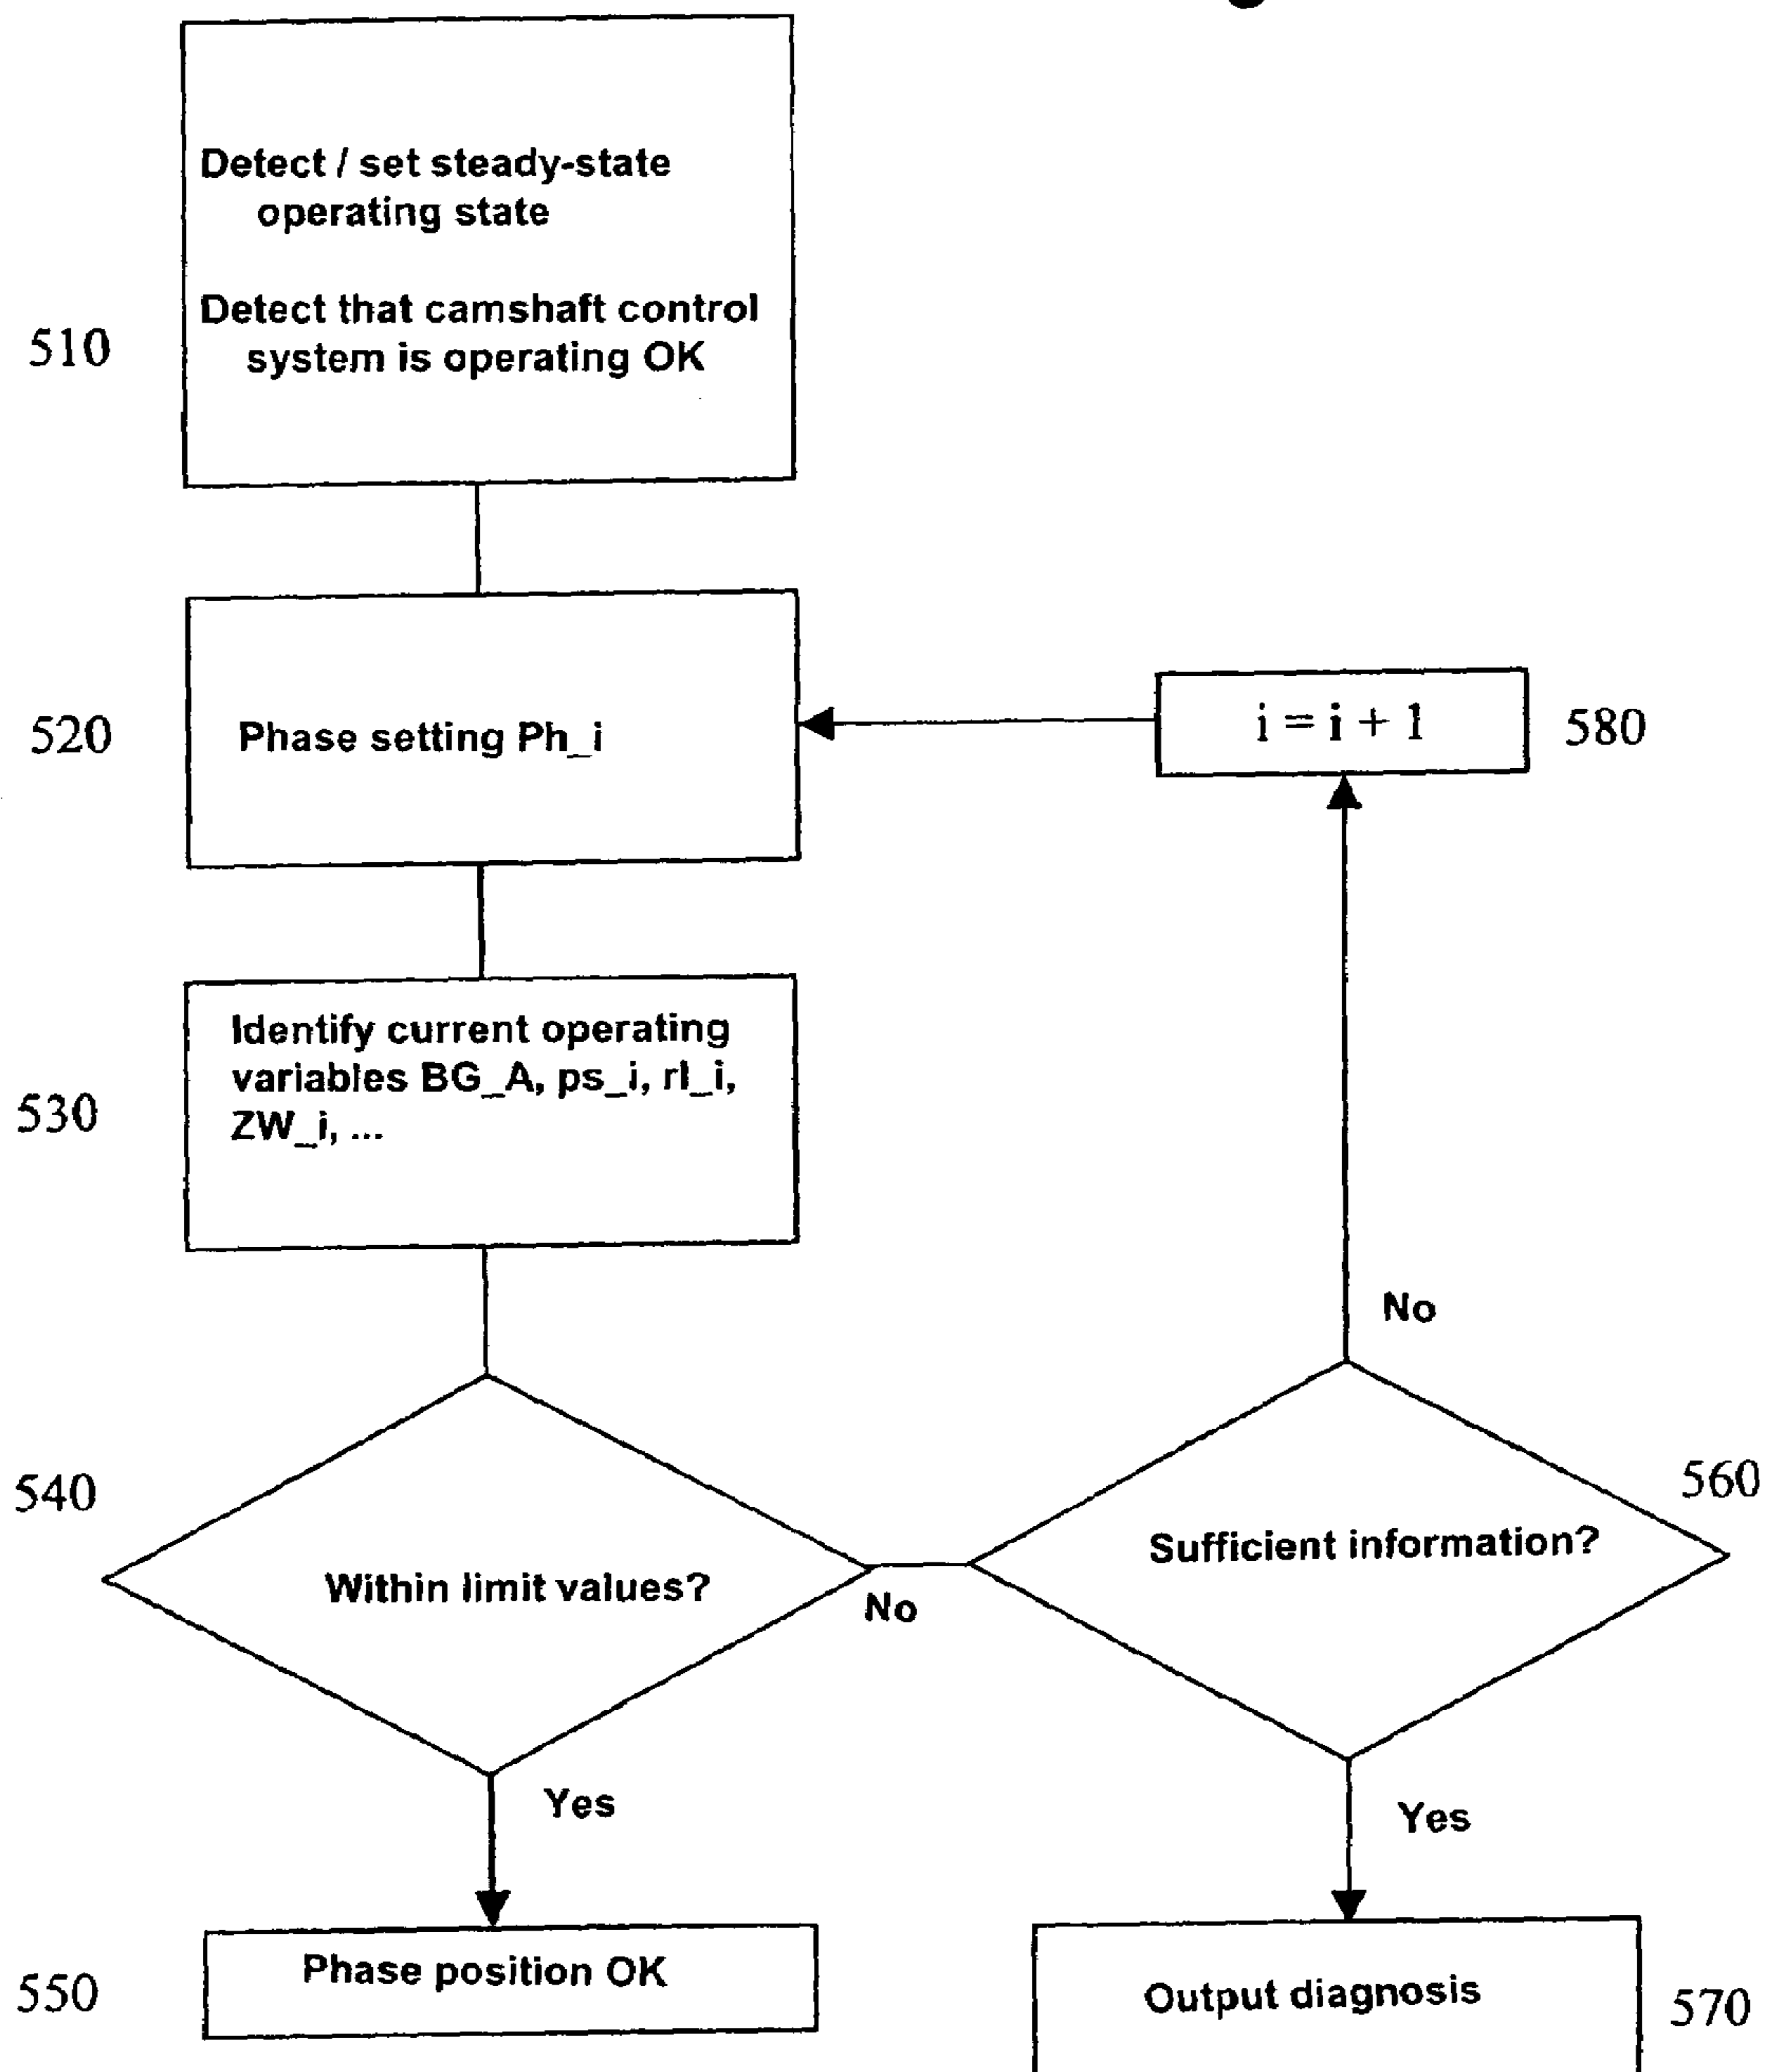 Detect / set steady-state
operating state
Detect that camshaft control
system is operating OK
510
Phase setting Ph_i
520
i = i + 1
580
Identify current operating
variables BG_A, ps_i, rl_i,
ZW_i, ...
530
No
540
Within limit values?
No
560
Sufficient information?
Yes
Yes
Phase position OK
550
Output diagnosis
570